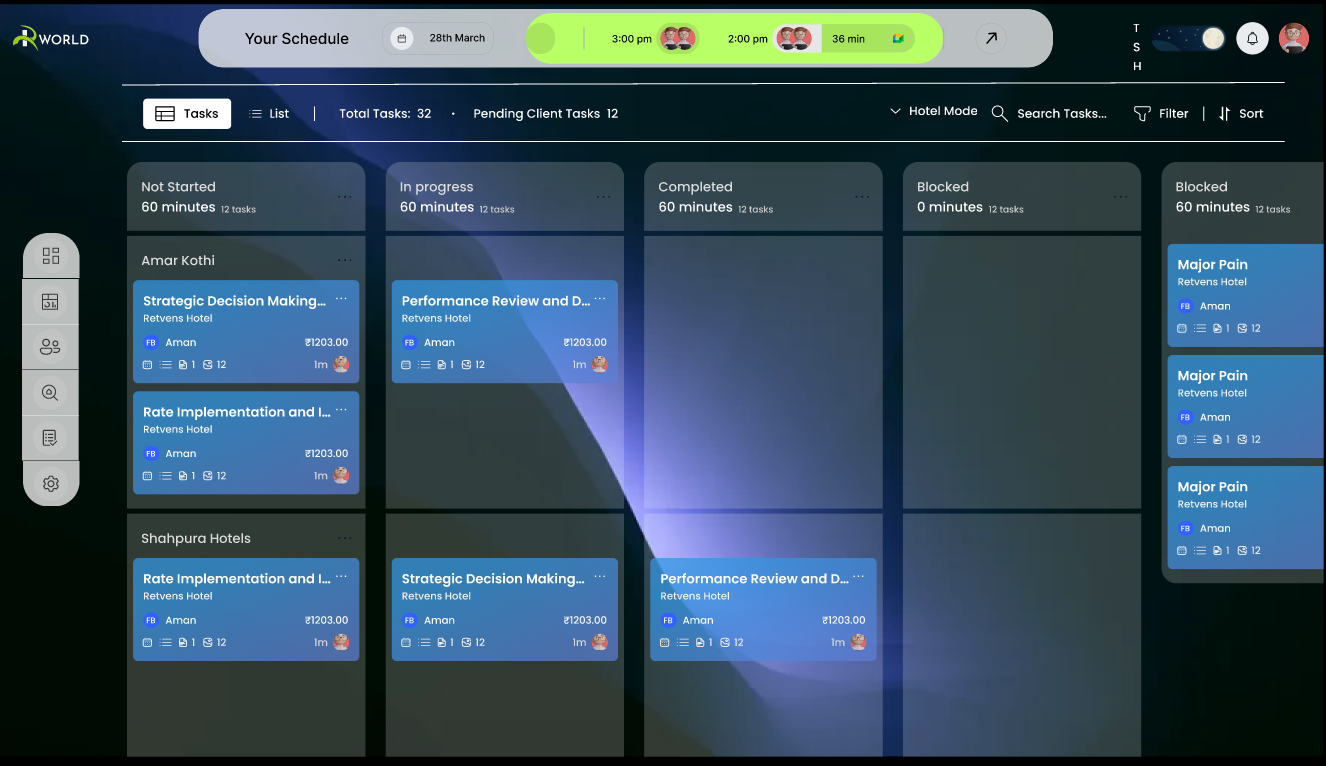 WORLD
Your Schedule
28th March
3:00 pm
2:00 pm
36 min
T
S
H
Tasks
List
Total Tasks: 32
Pending Client Tasks 12
Hotel Mode
Search Tasks...
Filter
Sort
Not Started
60 minutes 12 tasks
In progress
60 minutes 12 tasks
Completed
60 minutes 12 tasks
Blocked
0 minutes 12 tasks
Blocked
60 minutes 12 tasks
Amar Kothi
Strategic Decision Making...
Retvens Hotel
FB Aman ₹1203.00
1 12 1m
Rate Implementation and I...
Retvens Hotel
FB Aman ₹1203.00
1 12 1m
Performance Review and D...
Retvens Hotel
FB Aman ₹1203.00
1 12 1m
Major Pain
Retvens Hotel
FB Aman
1 12
Major Pain
Retvens Hotel
FB Aman
1 12
Major Pain
Retvens Hotel
FB Aman
1 12
Shahpura Hotels
Rate Implementation and I...
Retvens Hotel
FB Aman ₹1203.00
1 12 1m
Strategic Decision Making...
Retvens Hotel
FB Aman ₹1203.00
1 12 1m
Performance Review and D...
Retvens Hotel
FB Aman ₹1203.00
1 12 1m